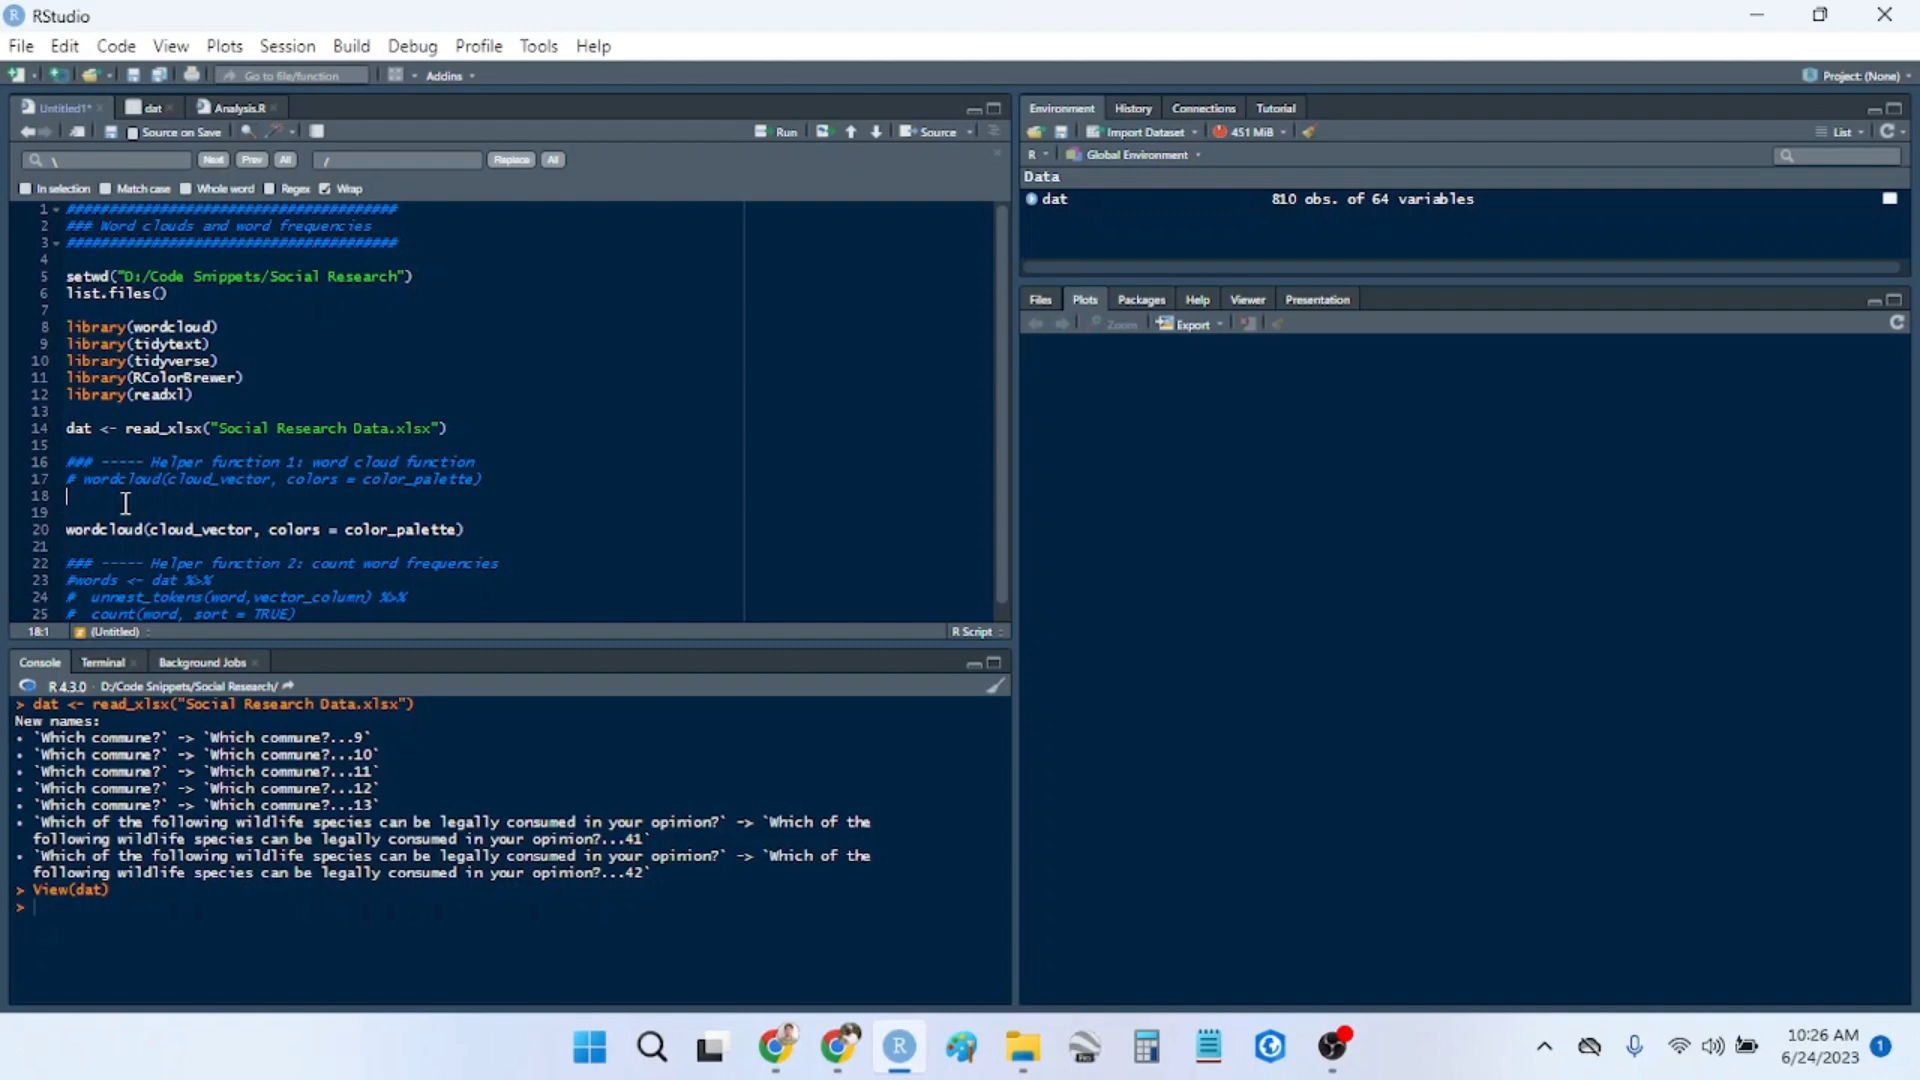 RStudio
File Edit Code View Plots Session Build Debug Profile Tools Help
Go to file/function Addins Project: (None)
Untitled1* dat Analysis.R
Source on Save Run Source
\ Next Prev All / Replace All
In selection Match case Whole word Regex Wrap
1 #######################################
2 ### Word clouds and word frequencies
3 #######################################
4
5 setwd("D:/Code Snippets/Social Research")
6 list.files()
7
8 library(wordcloud)
9 library(tidytext)
10 library(tidyverse)
11 library(RColorBrewer)
12 library(readxl)
13
14 dat <- read_xlsx("Social Research Data.xlsx")
15
16 ### ----- Helper function 1: word cloud function
17 # wordcloud(cloud_vector, colors = color_palette)
18
19
20 wordcloud(cloud_vector, colors = color_palette)
21
22 ### ----- Helper function 2: count word frequencies
23 #words <- dat %>%
24 #  unnest_tokens(word,vector_column) %>%
25 #  count(word, sort = TRUE)
18:1 (Untitled) R Script
Console Terminal Background Jobs
R 4.3.0 · D:/Code Snippets/Social Research/
> dat <- read_xlsx("Social Research Data.xlsx")
New names:
• `Which commune?` -> `Which commune?...9`
• `Which commune?` -> `Which commune?...10`
• `Which commune?` -> `Which commune?...11`
• `Which commune?` -> `Which commune?...12`
• `Which commune?` -> `Which commune?...13`
• `Which of the following wildlife species can be legally consumed in your opinion?` -> `Which of the
following wildlife species can be legally consumed in your opinion?...41`
• `Which of the following wildlife species can be legally consumed in your opinion?` -> `Which of the
following wildlife species can be legally consumed in your opinion?...42`
> View(dat)
>
Environment History Connections Tutorial
Import Dataset 451 MiB List
R Global Environment
Data
dat 810 obs. of 64 variables
Files Plots Packages Help Viewer Presentation
Zoom Export
10:26 AM
6/24/2023
1